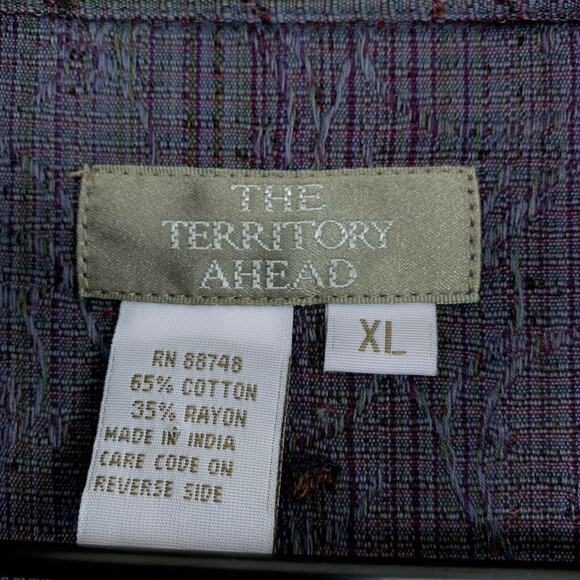 THE
TERRITORY
AHEAD
XL
RN 88748
65% COTTON
35% RAYON
MADE IN INDIA
CARE CODE ON
REVERSE SIDE